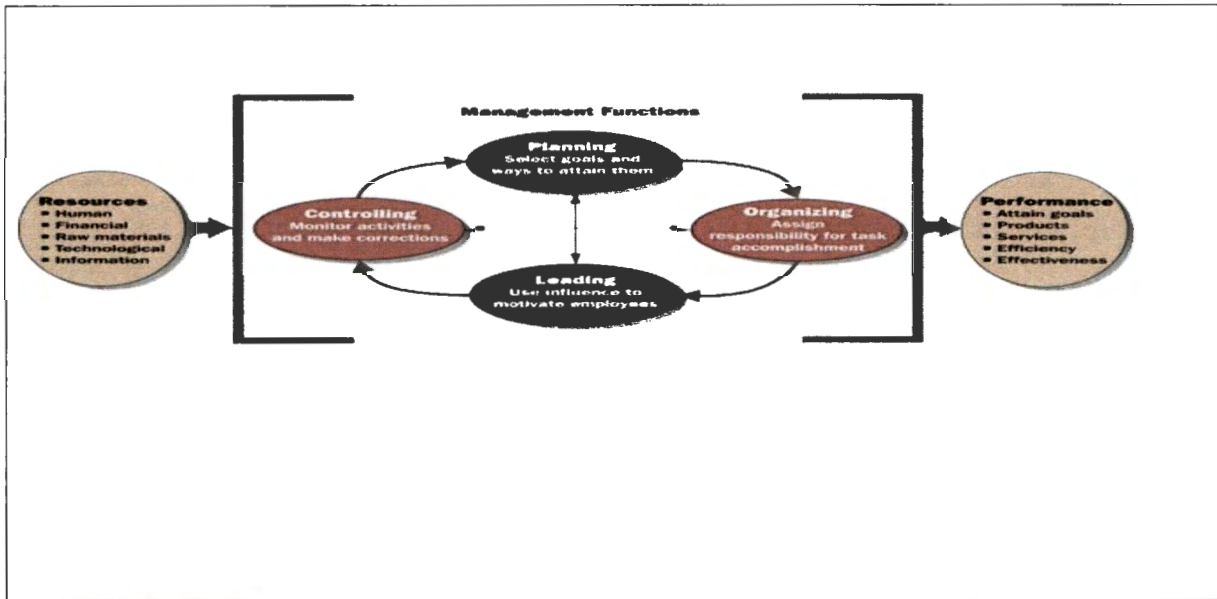 Management Functions
Resources
▪ Human
▪ Financial
▪ Raw materials
▪ Technological
▪ Information
Planning
Select goals and
ways to attain them
Controlling
Monitor activities
and make corrections
Organizing
Assign
responsibility for task
accomplishment
Leading
Use influence to
motivate employees
Performance
▪ Attain goals
▪ Products
▪ Services
▪ Efficiency
▪ Effectiveness